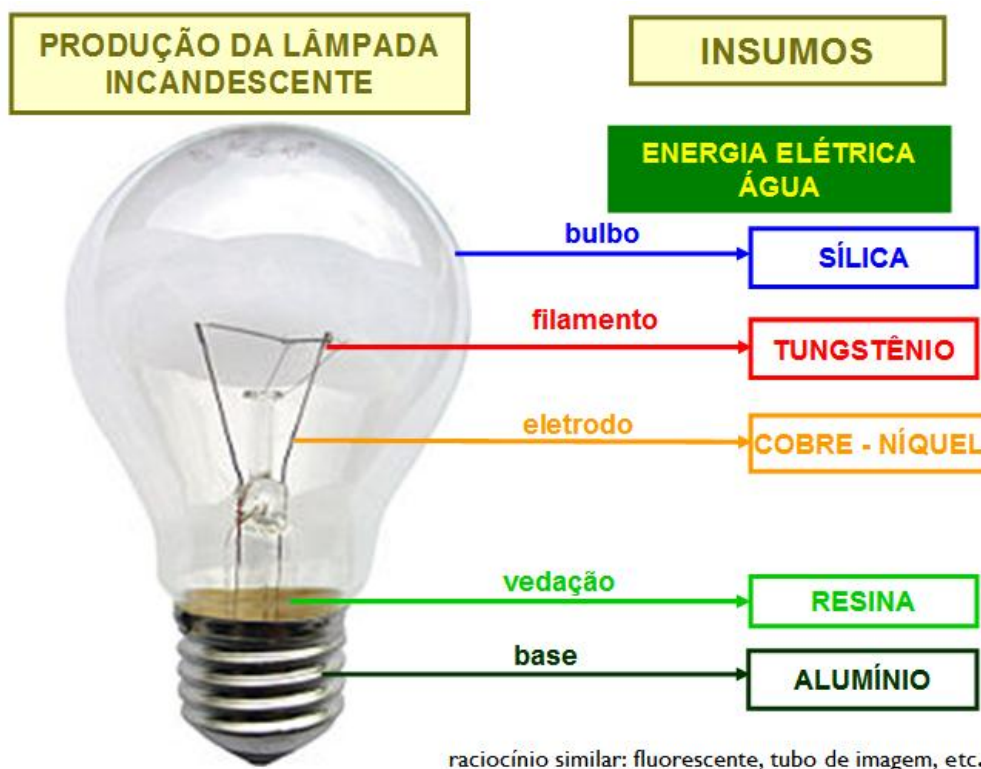 PRODUÇÃO DA LÂMPADA
INCANDESCENTE
INSUMOS
ENERGIA ELÉTRICA
ÁGUA
bulbo
SÍLICA
filamento
TUNGSTÊNIO
eletrodo
COBRE - NÍQUEL
vedação
RESINA
base
ALUMÍNIO
raciocínio similar: fluorescente, tubo de imagem, etc.